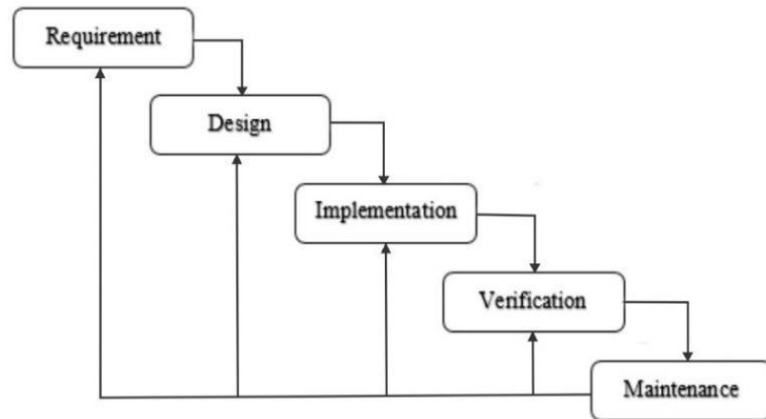 Requirement
Design
Implementation
Verification
Maintenance